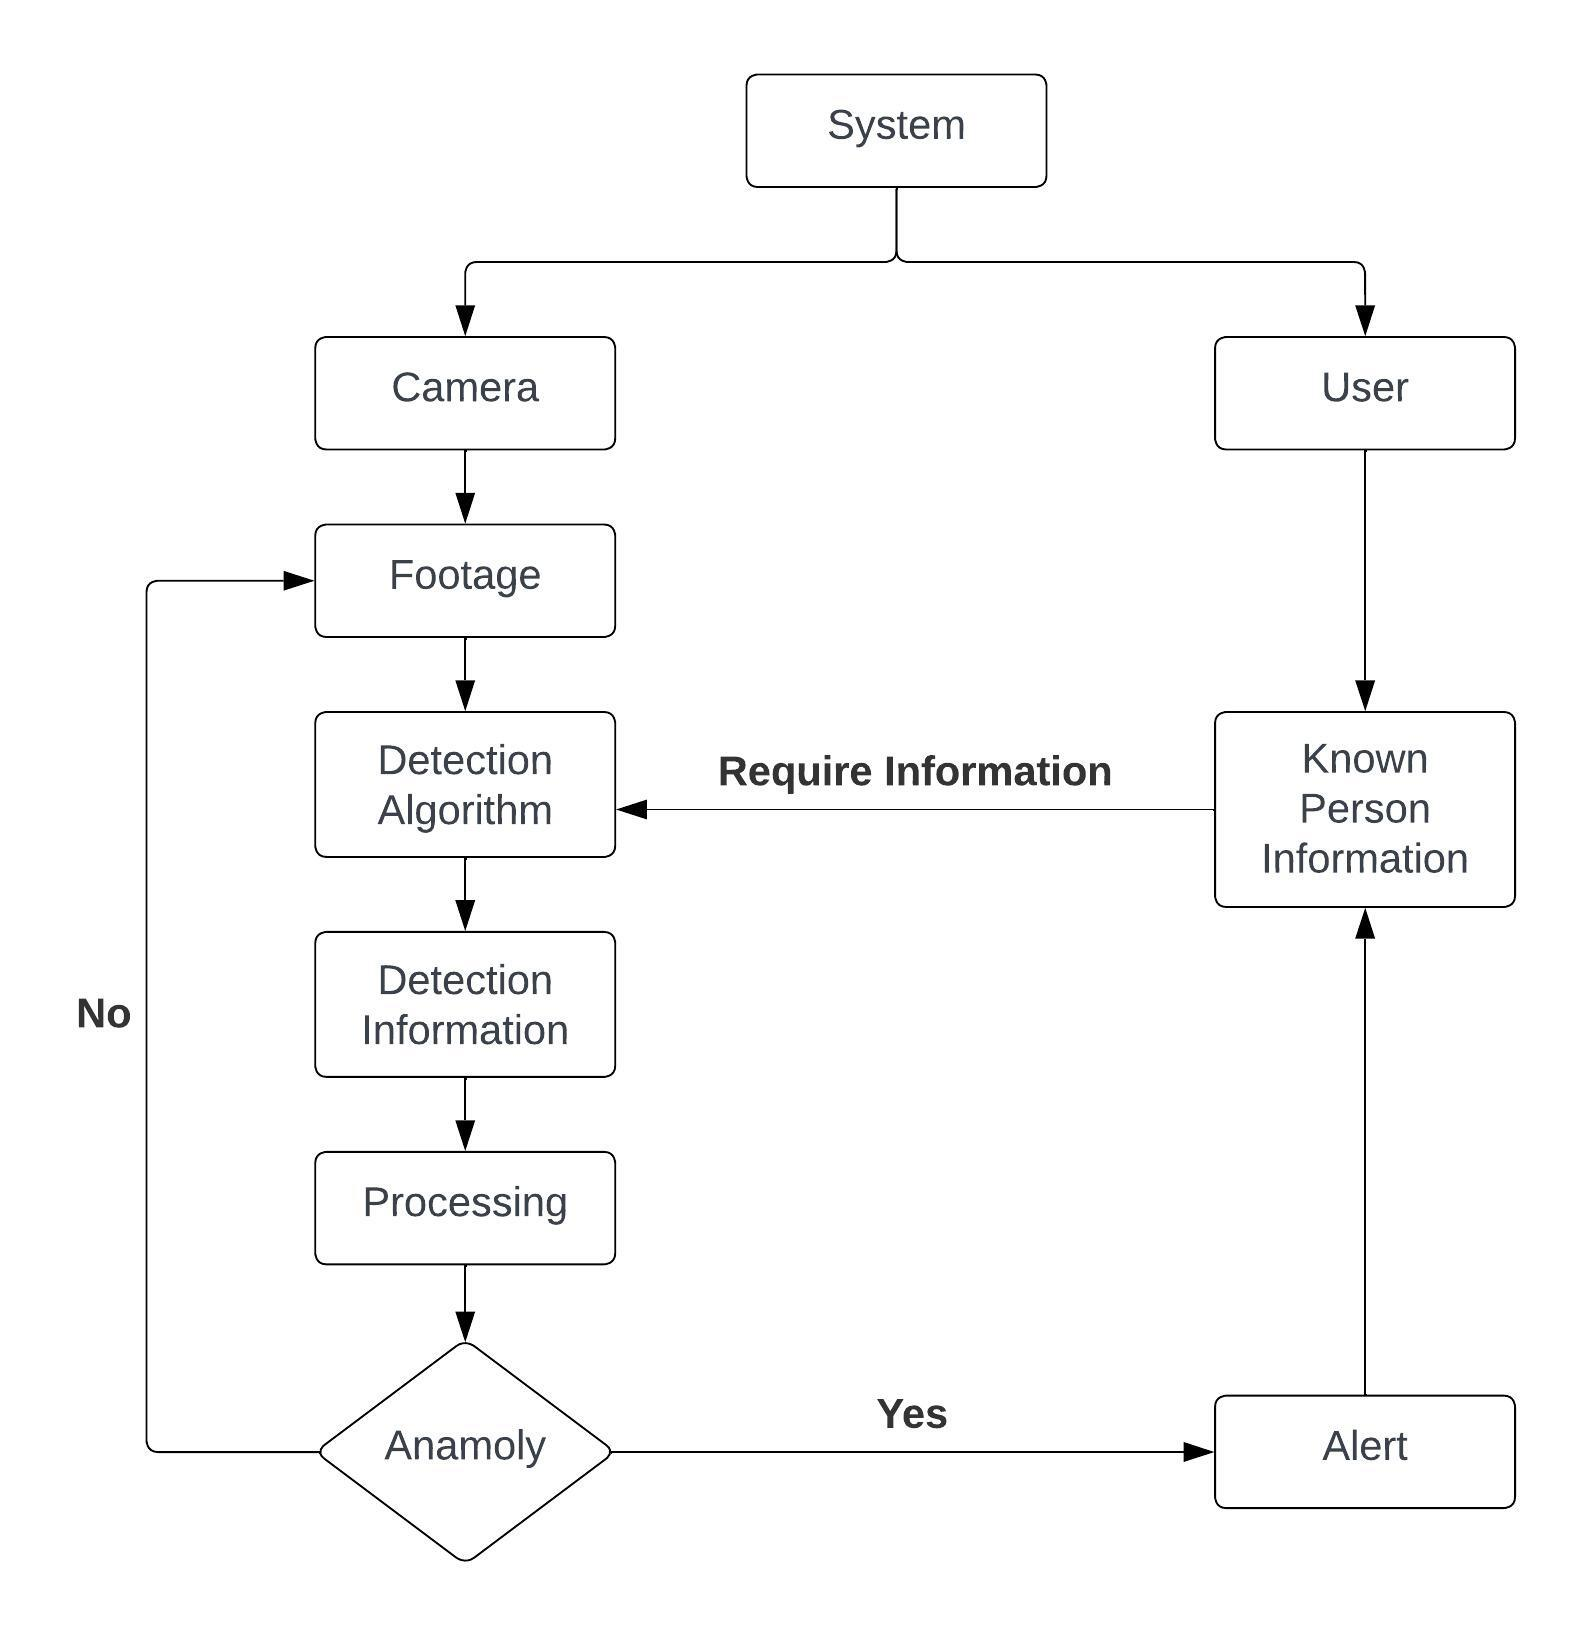 System
Camera
User
Footage
Detection
Algorithm
Require Information
Known
Person
Information
Detection
Information
No
Processing
Anamoly
Yes
Alert